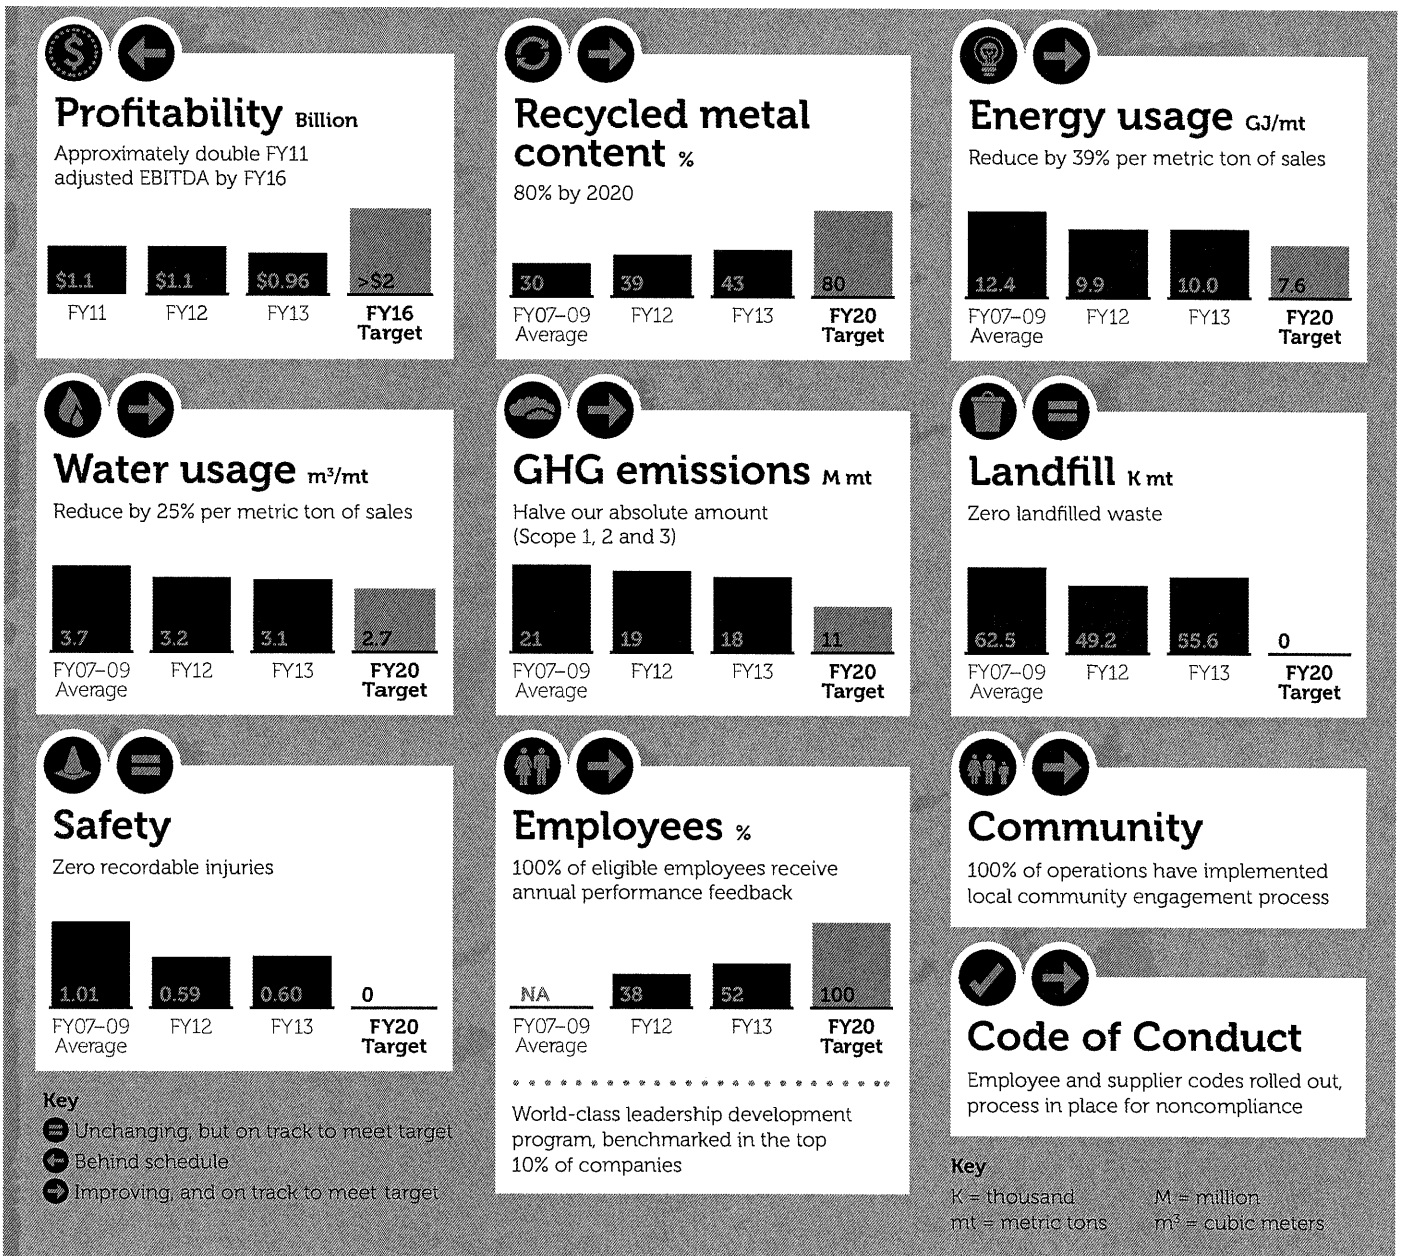 Profitability Billion
Approximately double FY11
adjusted EBITDA by FY16
$1.1
$1.1
$0.96
>$2
FY11
FY12
FY13
FY16
Target
Recycled metal
content %
80% by 2020
30
39
43
80
FY07–09
Average
FY12
FY13
FY20
Target
Energy usage GJ/mt
Reduce by 39% per metric ton of sales
12.4
9.9
10.0
7.6
FY07–09
Average
FY12
FY13
FY20
Target
Water usage m³/mt
Reduce by 25% per metric ton of sales
3.7
3.2
3.1
2.7
FY07–09
Average
FY12
FY13
FY20
Target
GHG emissions M mt
Halve our absolute amount
(Scope 1, 2 and 3)
21
19
18
11
FY07–09
Average
FY12
FY13
FY20
Target
Landfill K mt
Zero landfilled waste
62.5
49.2
55.6
0
FY07–09
Average
FY12
FY13
FY20
Target
Safety
Zero recordable injuries
1.01
0.59
0.60
0
FY07–09
Average
FY12
FY13
FY20
Target
Employees %
100% of eligible employees receive
annual performance feedback
NA
38
52
100
FY07–09
Average
FY12
FY13
FY20
Target
World-class leadership development
program, benchmarked in the top
10% of companies
Community
100% of operations have implemented
local community engagement process
Code of Conduct
Employee and supplier codes rolled out,
process in place for noncompliance
Key
Unchanging, but on track to meet target
Behind schedule
Improving, and on track to meet target
Key
K = thousand
M = million
mt = metric tons
m³ = cubic meters